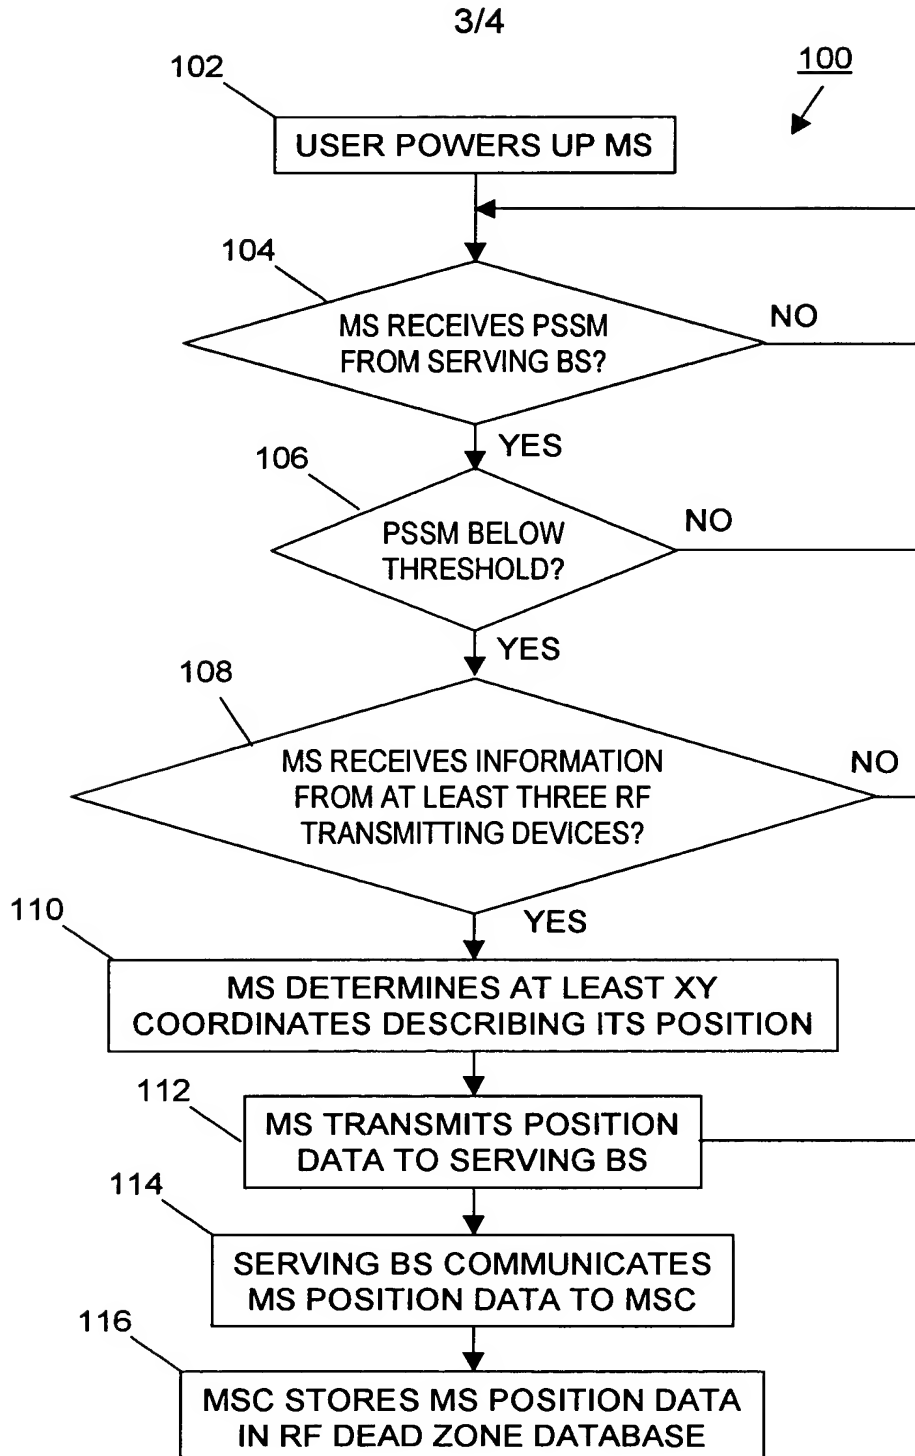 3/4
100
102
USER POWERS UP MS
104
MS RECEIVES PSSM
FROM SERVING BS?
NO
YES
106
PSSM BELOW
THRESHOLD?
NO
YES
108
MS RECEIVES INFORMATION
FROM AT LEAST THREE RF
TRANSMITTING DEVICES?
NO
YES
110
MS DETERMINES AT LEAST XY
COORDINATES DESCRIBING ITS POSITION
112
MS TRANSMITS POSITION
DATA TO SERVING BS
114
SERVING BS COMMUNICATES
MS POSITION DATA TO MSC
116
MSC STORES MS POSITION DATA
IN RF DEAD ZONE DATABASE